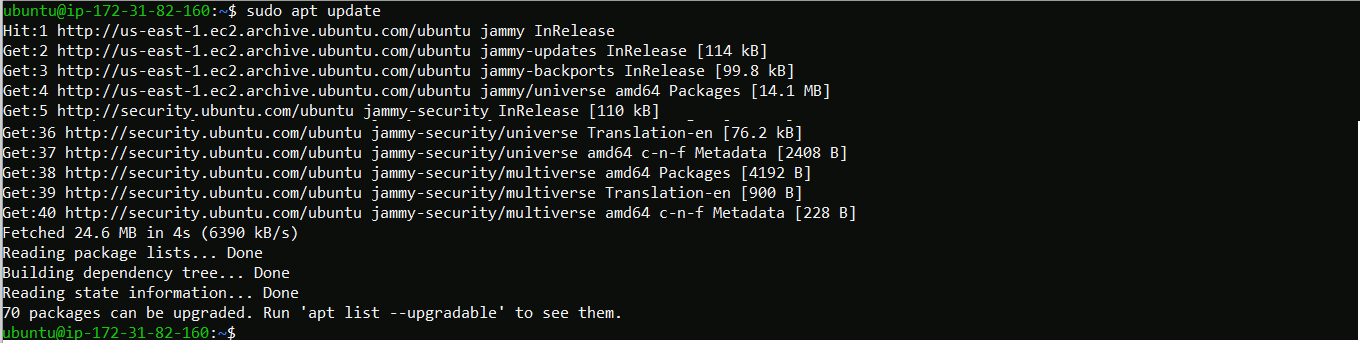 ubuntu@ip-172-31-82-160:~$ sudo apt update
Hit:1 http://us-east-1.ec2.archive.ubuntu.com/ubuntu jammy InRelease
Get:2 http://us-east-1.ec2.archive.ubuntu.com/ubuntu jammy-updates InRelease [114 kB]
Get:3 http://us-east-1.ec2.archive.ubuntu.com/ubuntu jammy-backports InRelease [99.8 kB]
Get:4 http://us-east-1.ec2.archive.ubuntu.com/ubuntu jammy/universe amd64 Packages [14.1 MB]
Get:5 http://security.ubuntu.com/ubuntu jammy-security InRelease [110 kB]
Get:36 http://security.ubuntu.com/ubuntu jammy-security/universe Translation-en [76.2 kB]
Get:37 http://security.ubuntu.com/ubuntu jammy-security/universe amd64 c-n-f Metadata [2408 B]
Get:38 http://security.ubuntu.com/ubuntu jammy-security/multiverse amd64 Packages [4192 B]
Get:39 http://security.ubuntu.com/ubuntu jammy-security/multiverse Translation-en [900 B]
Get:40 http://security.ubuntu.com/ubuntu jammy-security/multiverse amd64 c-n-f Metadata [228 B]
Fetched 24.6 MB in 4s (6390 kB/s)
Reading package lists... Done
Building dependency tree... Done
Reading state information... Done
70 packages can be upgraded. Run 'apt list --upgradable' to see them.
ubuntu@ip-172-31-82-160:~$